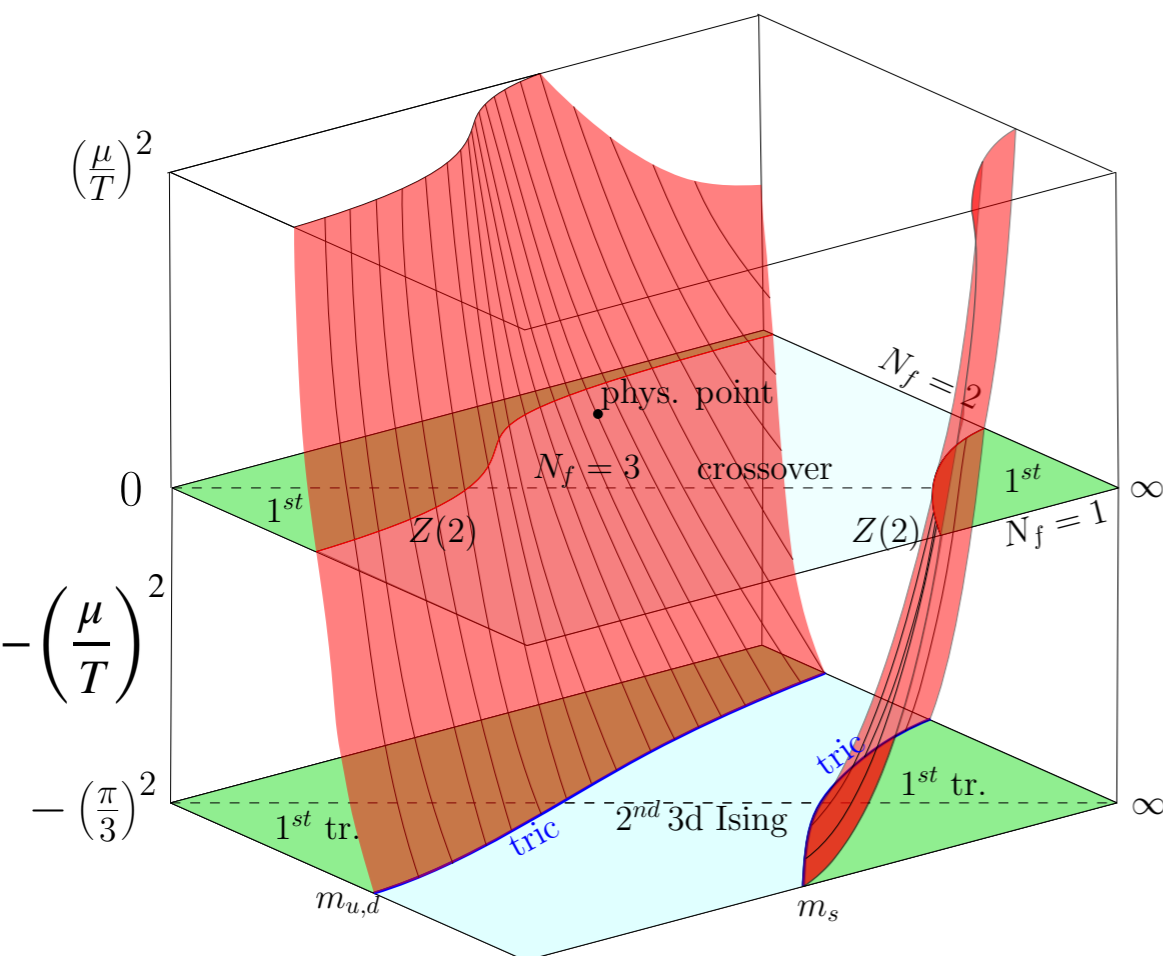 (μ/T)²
N_f = 2
phys. point
N_f = 3
crossover
0
1^{st}
Z(2)
Z(2)
1^{st}
∞
N_f = 1
−(μ/T)²
−(π/3)²
1^{st} tr.
tric
2^{nd} 3d Ising
tric
1^{st} tr.
∞
m_{u,d}
m_s